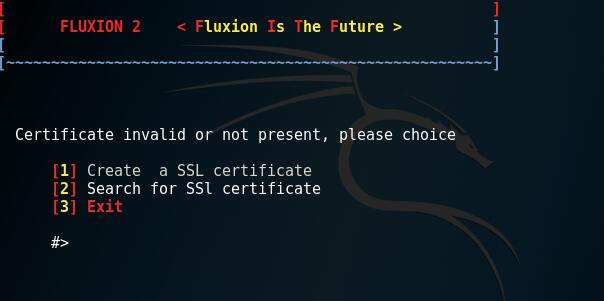 [ ]
[ FLUXION 2 < Fluxion Is The Future > ]
[ ]
[~~~~~~~~~~~~~~~~~~~~~~~~~~~~~~~~~~~~~~~~~~~~~~~~~~~~~~]
Certificate invalid or not present, please choice
[1] Create  a SSL certificate
[2] Search for SSl certificate
[3] Exit
#>